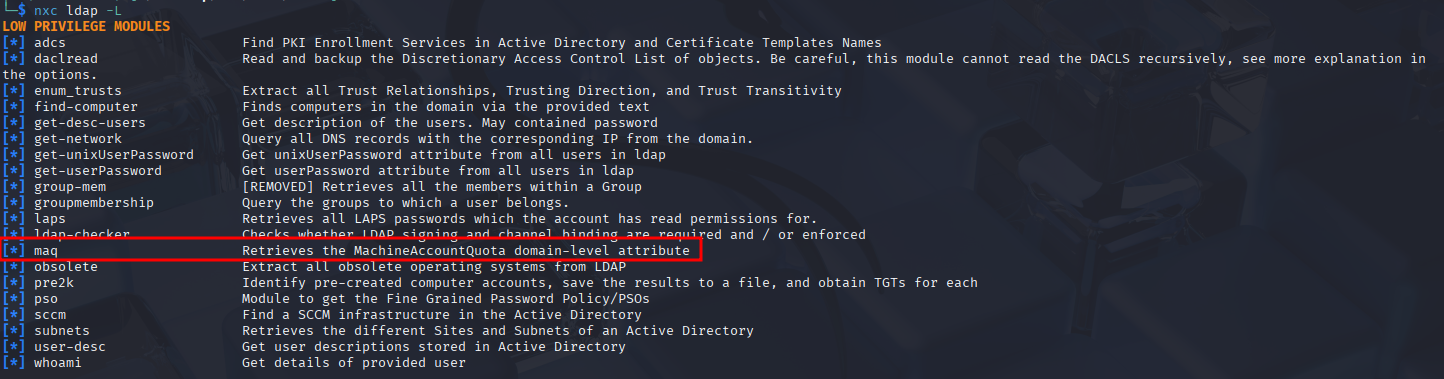 └─$ nxc ldap -L
LOW PRIVILEGE MODULES
[*] adcs Find PKI Enrollment Services in Active Directory and Certificate Templates Names
[*] daclread Read and backup the Discretionary Access Control List of objects. Be careful, this module cannot read the DACLS recursively, see more explanation in
the options.
[*] enum_trusts Extract all Trust Relationships, Trusting Direction, and Trust Transitivity
[*] find-computer Finds computers in the domain via the provided text
[*] get-desc-users Get description of the users. May contained password
[*] get-network Query all DNS records with the corresponding IP from the domain.
[*] get-unixUserPassword Get unixUserPassword attribute from all users in ldap
[*] get-userPassword Get userPassword attribute from all users in ldap
[*] group-mem [REMOVED] Retrieves all the members within a Group
[*] groupmembership Query the groups to which a user belongs.
[*] laps Retrieves all LAPS passwords which the account has read permissions for.
[*] ldap-checker Checks whether LDAP signing and channel binding are required and / or enforced
[*] maq Retrieves the MachineAccountQuota domain-level attribute
[*] obsolete Extract all obsolete operating systems from LDAP
[*] pre2k Identify pre-created computer accounts, save the results to a file, and obtain TGTs for each
[*] pso Module to get the Fine Grained Password Policy/PSOs
[*] sccm Find a SCCM infrastructure in the Active Directory
[*] subnets Retrieves the different Sites and Subnets of an Active Directory
[*] user-desc Get user descriptions stored in Active Directory
[*] whoami Get details of provided user